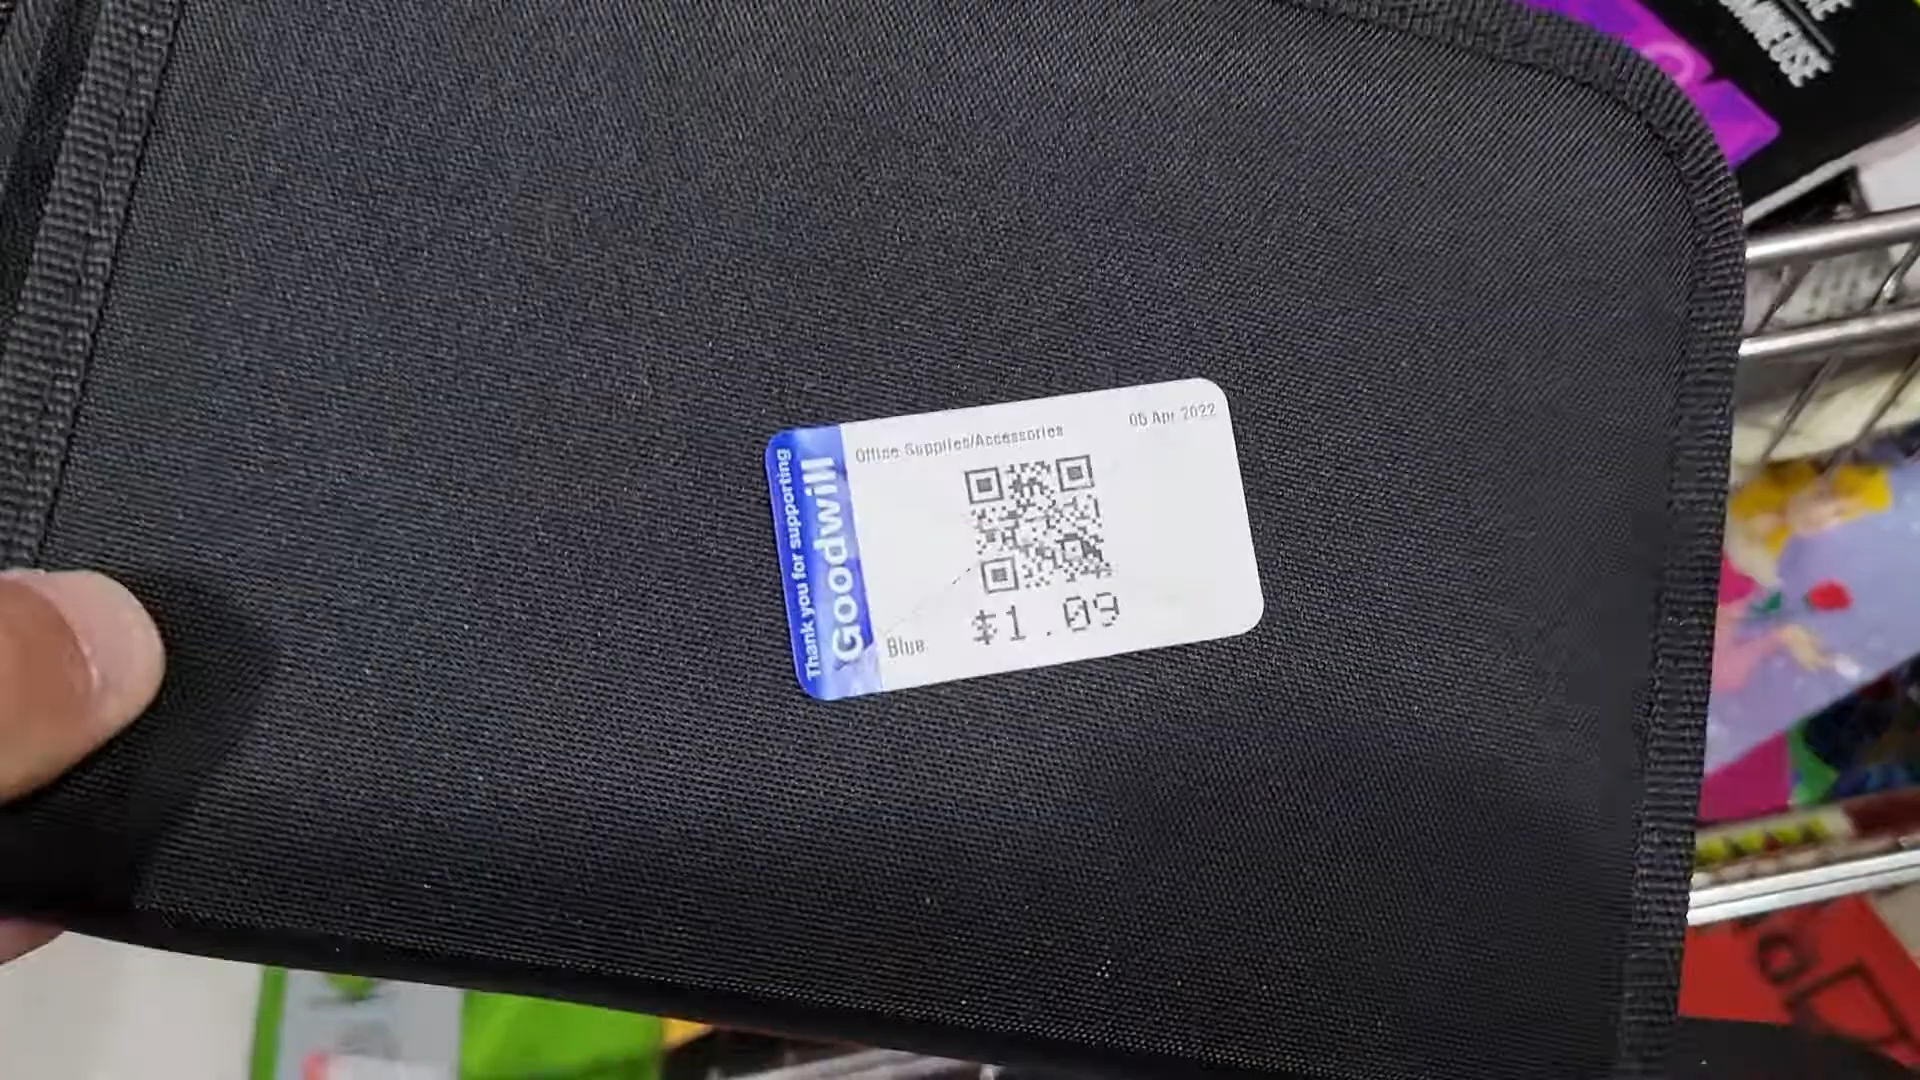 Thank you for supporting
Goodwill
Office Supplies/Accessories
05 Apr 2022
$1.09
Blue